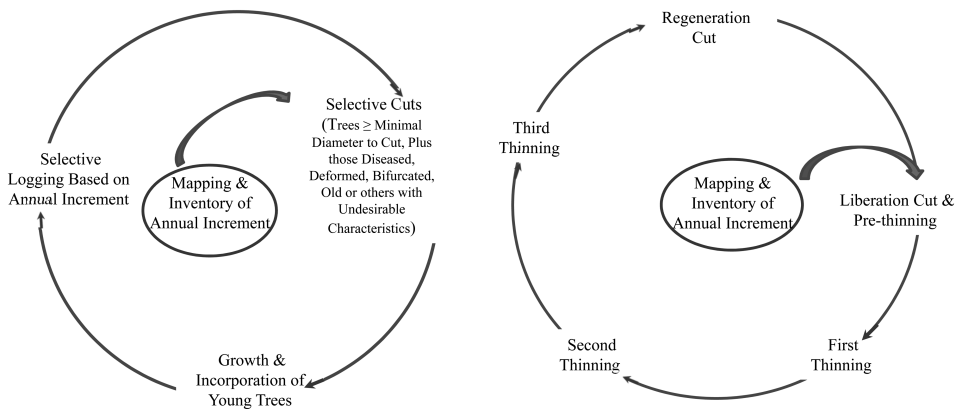 Selective Cuts
(Trees ≥ Minimal
Diameter to Cut, Plus
those Diseased,
Deformed, Bifurcated,
Old or others with
Undesirable
Characteristics)
Growth &
Incorporation of
Young Trees
Selective
Logging Based on
Annual Increment
Mapping &
Inventory of
Annual Increment
Regeneration
Cut
Liberation Cut &
Pre-thinning
First
Thinning
Second
Thinning
Third
Thinning
Mapping &
Inventory of
Annual Increment